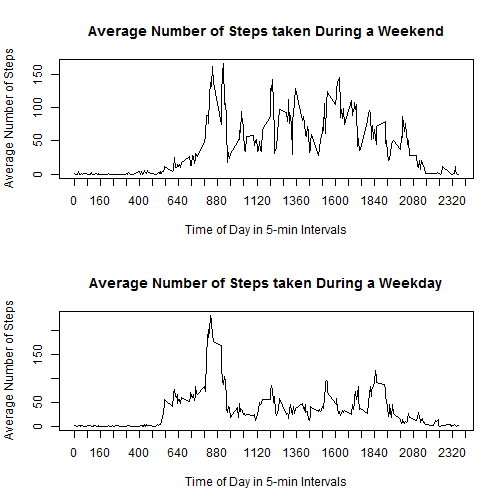 Average Number of Steps taken During a Weekend
Average Number of Steps
150
100
50
0
0 160 400 640 880 1120 1360 1600 1840 2080 2320
Time of Day in 5-min Intervals
Average Number of Steps taken During a Weekday
Average Number of Steps
150
50
0
0 160 400 640 880 1120 1360 1600 1840 2080 2320
Time of Day in 5-min Intervals